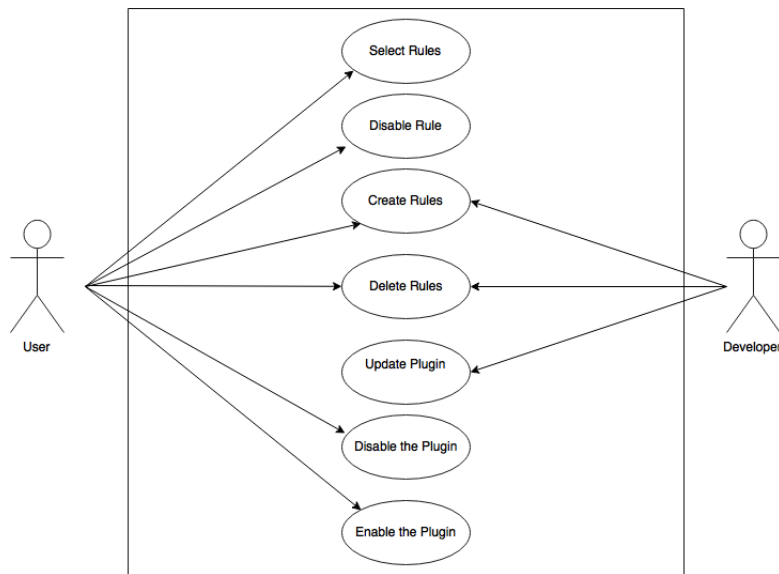 Select Rules
Disable Rule
Create Rules
Delete Rules
Update Plugin
Disable the Plugin
Enable the Plugin
User
Developer